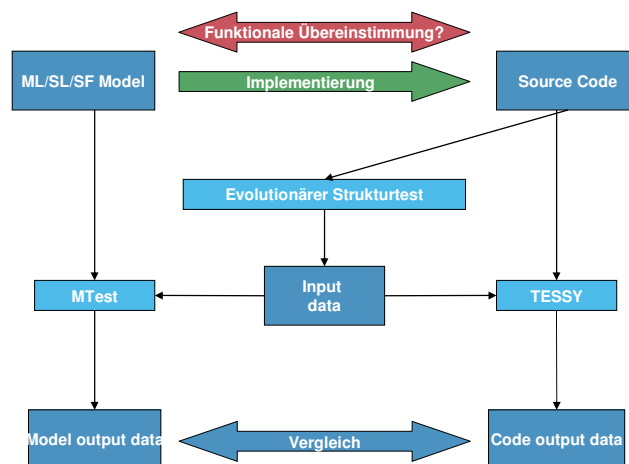 Funktionale Übereinstimmung?
ML/SL/SF Model
Implementierung
Source Code
Evolutionärer Strukturtest
Input
data
MTest
TESSY
Model output data
Vergleich
Code output data